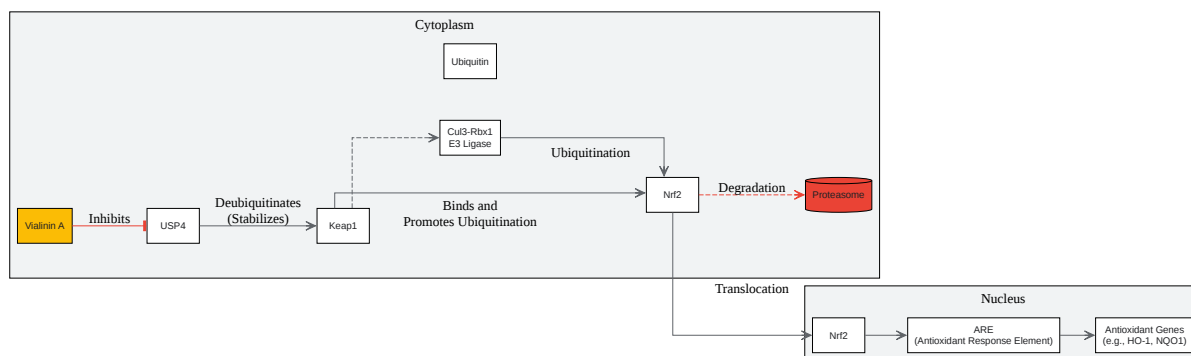 Cytoplasm
Ubiquitin
Cul3-Rbx1
E3 Ligase
Ubiquitination
Nrf2
Degradation
Proteasome
Vialinin A
Inhibits
USP4
Deubiquitinates
(Stabilizes)
Keap1
Binds and
Promotes Ubiquitination
Translocation
Nucleus
Nrf2
ARE
(Antioxidant Response Element)
Antioxidant Genes
(e.g., HO-1, NQO1)